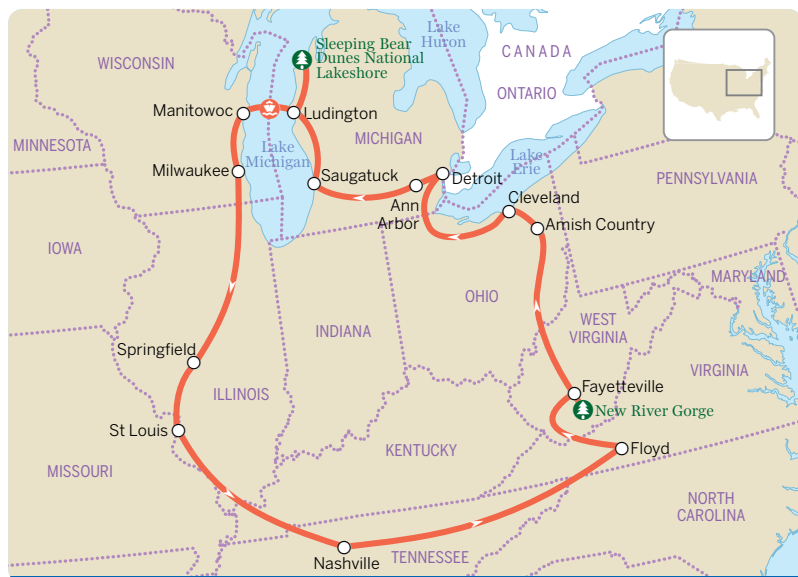 Lake
Huron
CANADA
ONTARIO
WISCONSIN
Sleeping Bear
Dunes National
Lakeshore
Manitowoc
Ludington
MICHIGAN
MINNESOTA
Lake
Michigan
Milwaukee
Saugatuck
Ann
Arbor
Detroit
Lake
Erie
Cleveland
Amish Country
PENNSYLVANIA
IOWA
MARYLAND
OHIO
INDIANA
WEST
VIRGINIA
VIRGINIA
Springfield
ILLINOIS
Fayetteville
New River Gorge
St Louis
KENTUCKY
Floyd
MISSOURI
NORTH
CAROLINA
Nashville
TENNESSEE